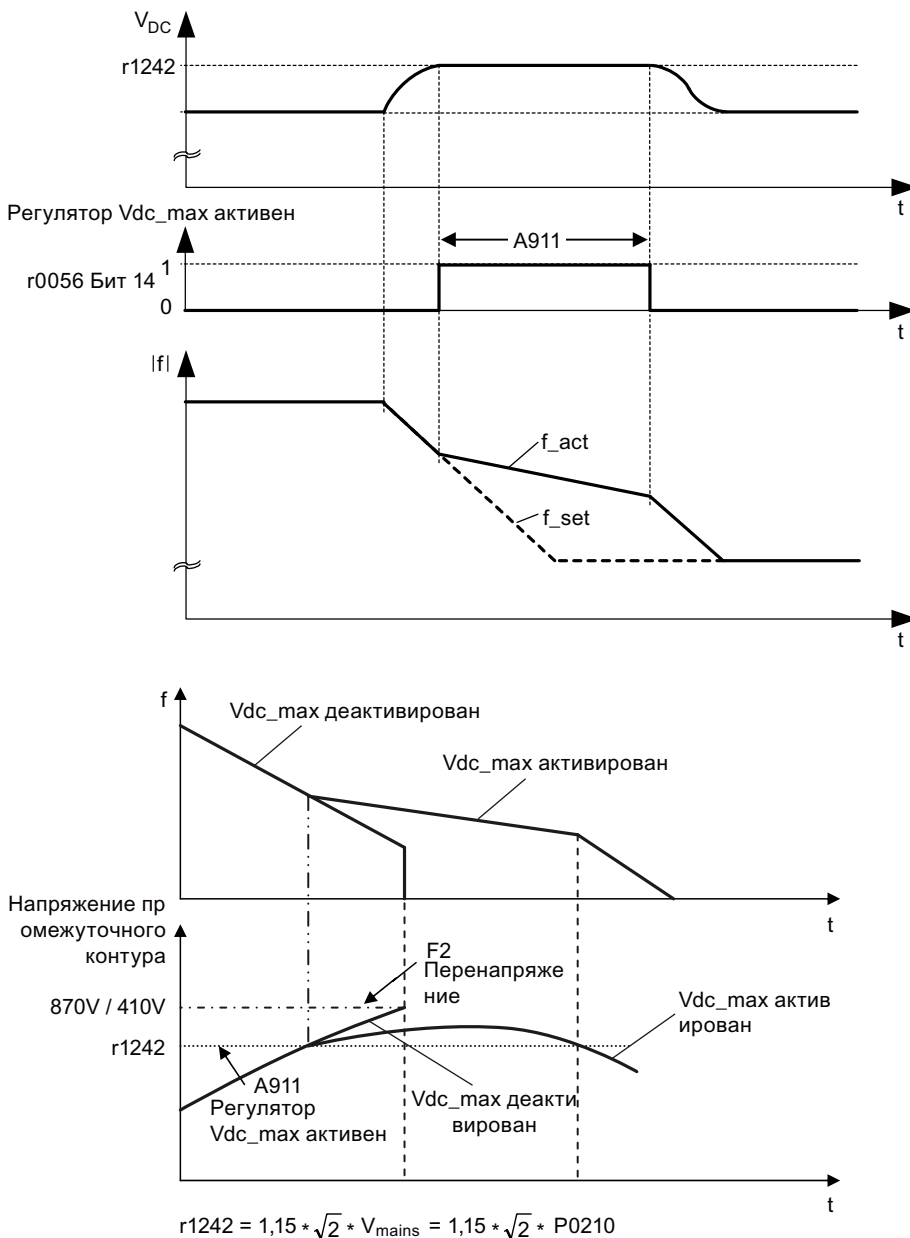 V_DC
r1242
t
Регулятор Vdc_max активен
A911
1
r0056 Бит 14
0
t
|f|
f_act
f_set
t
f
Vdc_max деактивирован
Vdc_max активирован
t
Напряжение пр
омежуточного
контура
F2
Перенапряже
ние
870V / 410V
Vdc_max актив
ирован
r1242
A911
Регулятор
Vdc_max активен
Vdc_max деакти
вирован
t
r1242 = 1,15 * √2 * V_mains = 1,15 * √2 * P0210